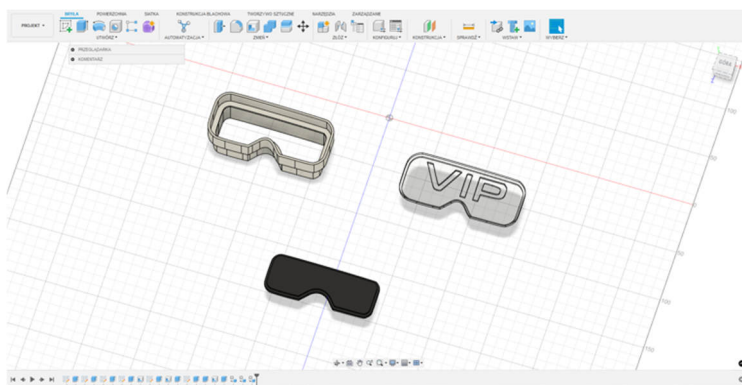 BRYŁA POWIERZCHNIA SIATKA KONSTRUKCJA BLACHOWA TWORZYWO SZTUCZNE NARZĘDZIA ZARZĄDZANIE
PROJEKT
UTWÓRZ AUTOMATYZACJA ZMIEŃ ZŁÓŻ KONFIGURUJ KONSTRUKCJA SPRAWDŹ WSTAW WYBIERZ
PRZEGLĄDARKA
KOMENTARZ
GÓRA
VIP